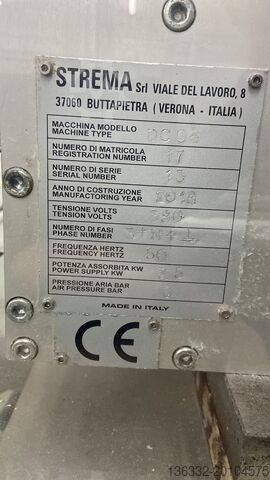 STREMA Srl VIALE DEL LAVORO, 8
37060 BUTTAPIETRA ( VERONA - ITALIA )
MACCHINA MODELLO
MACHINE TYPE
NUMERO DI MATRICOLA
REGISTRATION NUMBER 17
NUMERO DI SERIE
SERIAL NUMBER 13
ANNO DI COSTRUZIONE
MANUFACTORING YEAR
TENSIONE VOLTS
TENSION VOLTS
NUMERO DI FASI
PHASE NUMBER
FREQUENZA HERTZ
FREQUENCY HERTZ 50
POTENZA ASSORBITA KW
POWER SUPPLY KW
PRESSIONE ARIA BAR
AIR PRESSURE BAR
MADE IN ITALY
CE
136332-20104575